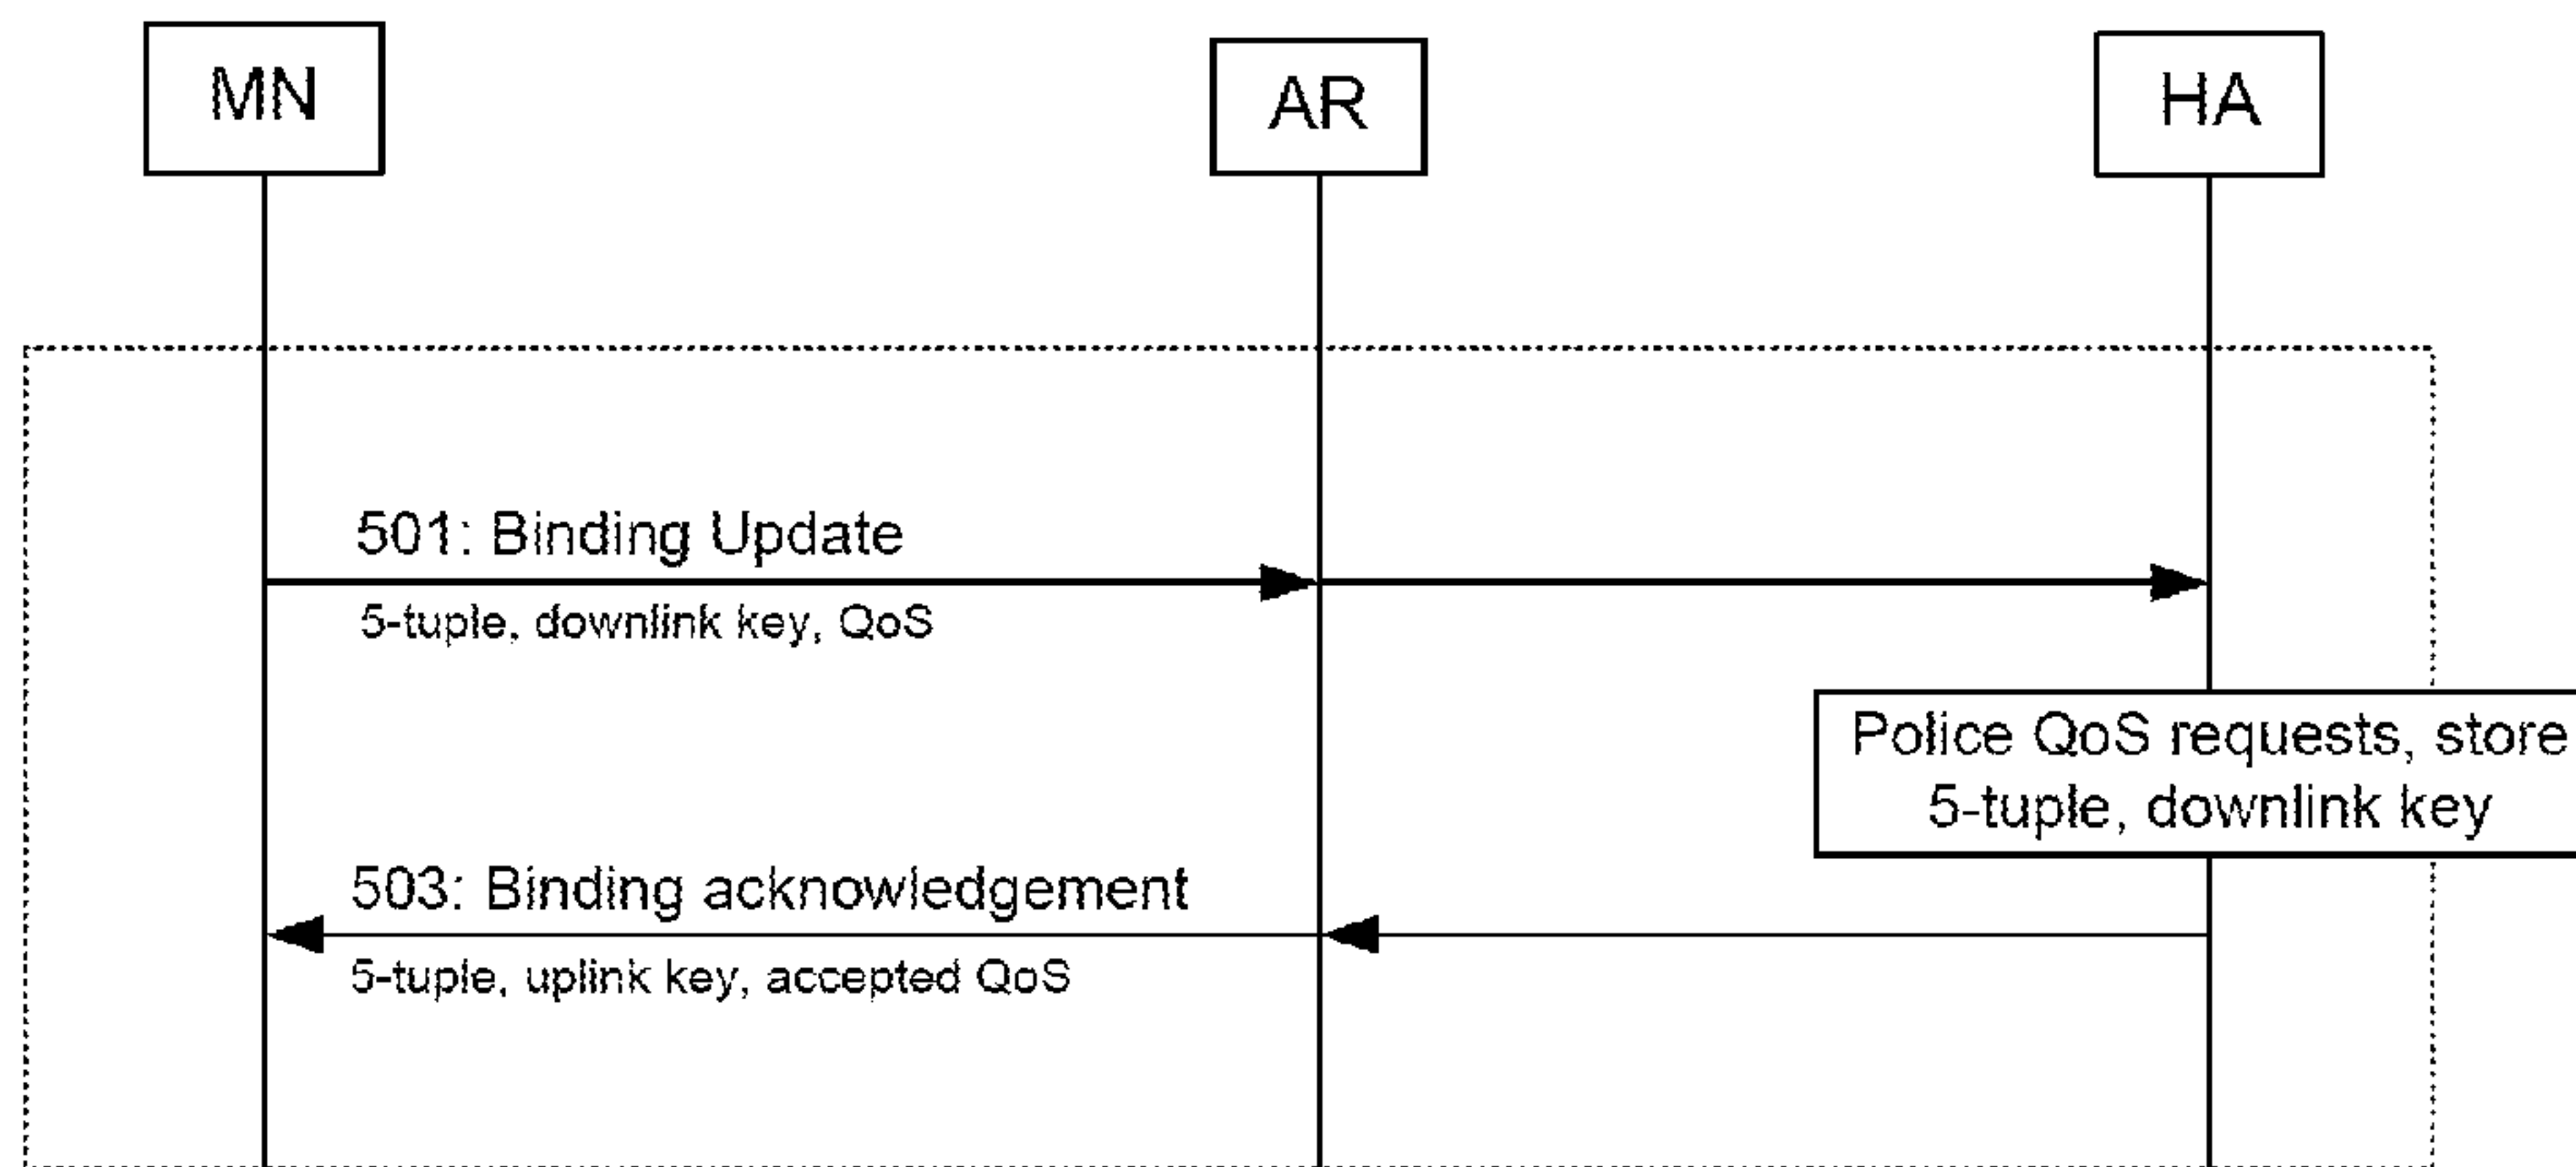 MN
AR
HA
501: Binding Update
5-tuple, downlink key, QoS
Police QoS requests, store
5-tuple, downlink key
503: Binding acknowledgement
5-tuple, uplink key, accepted QoS